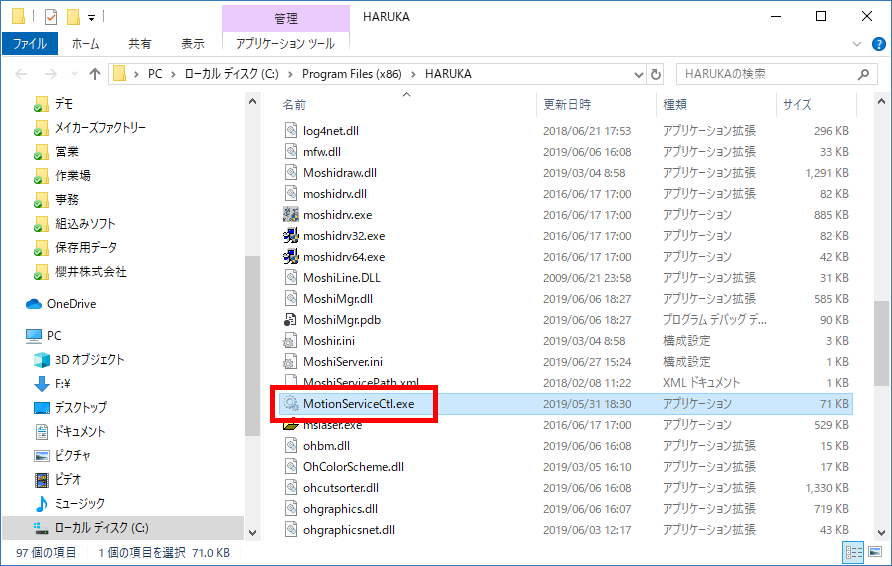 管理
HARUKA
ファイル ホーム 共有 表示 アプリケーション ツール
PC › ローカル ディスク (C:) › Program Files (x86) › HARUKA
HARUKAの検索
デモ
メイカーズファクトリー
営業
作業場
事務
組込みソフト
保存用データ
櫻井株式会社
OneDrive
PC
3D オブジェクト
F:¥
デスクトップ
ドキュメント
ピクチャ
ビデオ
ミュージック
ローカル ディスク (C:)
名前 更新日時 種類 サイズ
log4net.dll 2018/06/21 17:53 アプリケーション拡張 296 KB
mfw.dll 2019/06/06 16:08 アプリケーション拡張 33 KB
Moshidraw.dll 2019/03/04 8:58 アプリケーション拡張 1,291 KB
moshidrv.dll 2016/06/17 17:00 アプリケーション拡張 82 KB
moshidrv.exe 2016/06/17 17:00 アプリケーション 885 KB
moshidrv32.exe 2016/06/17 17:00 アプリケーション 82 KB
moshidrv64.exe 2016/06/17 17:00 アプリケーション 42 KB
MoshiLine.DLL 2009/06/21 23:58 アプリケーション拡張 31 KB
MoshiMgr.dll 2019/06/06 18:27 アプリケーション拡張 585 KB
MoshiMgr.pdb 2019/06/06 18:27 プログラム デバッグ デ... 90 KB
Moshir.ini 2019/03/04 8:58 構成設定 3 KB
MoshiServer.ini 2019/06/27 15:24 構成設定 3 KB
MoshiServicePath.xml 2018/02/08 11:22 XML ドキュメント 1 KB
MotionServiceCtl.exe 2019/05/31 18:30 アプリケーション 71 KB
mslaser.exe 2016/06/17 17:00 アプリケーション 529 KB
ohbm.dll 2019/06/06 16:08 アプリケーション拡張 15 KB
OhColorScheme.dll 2019/03/05 16:10 アプリケーション拡張 17 KB
ohcutsorter.dll 2019/06/06 16:08 アプリケーション拡張 1,330 KB
ohgraphics.dll 2019/06/06 16:07 アプリケーション拡張 719 KB
ohgraphicsnet.dll 2019/06/03 12:17 アプリケーション拡張 43 KB
97 個の項目 1 個の項目を選択 71.0 KB